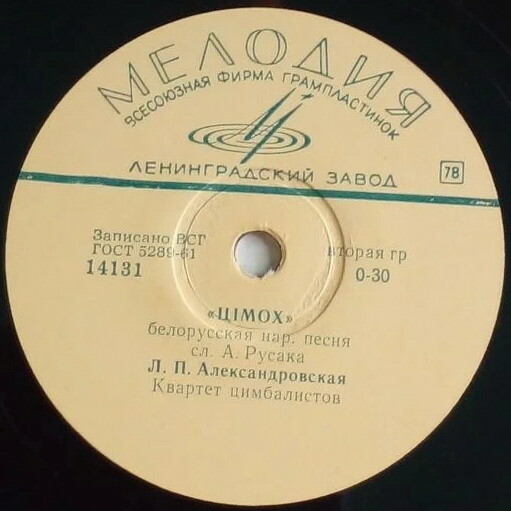 МЕЛОДИЯ
ВСЕСОЮЗНАЯ ФИРМА ГРАМПЛАСТИНОК
ЛЕНИНГРАДСКИЙ ЗАВОД
78
Записано ВСГ
ГОСТ 5289-61
14131
вторая гр
0-30
«ЦІМОХ»
белорусская нар. песня
сл. А. Русака
Л. П. Александровская
Квартет цимбалистов